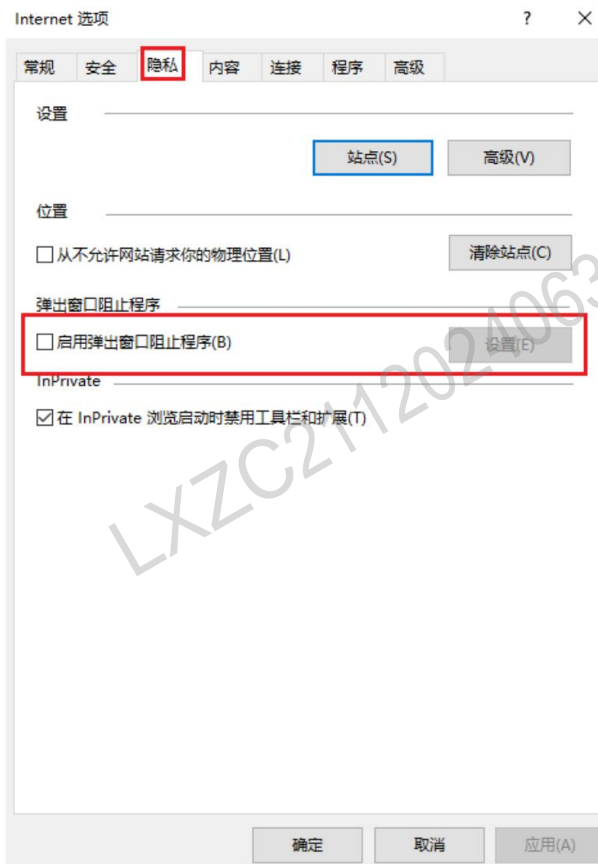 Internet 选项 ? ×
常规 安全 隐私 内容 连接 程序 高级
设置
站点(S) 高级(V)
位置
从不允许网站请求你的物理位置(L) 清除站点(C)
弹出窗口阻止程序
启用弹出窗口阻止程序(B) 设置(E)
InPrivate
在 InPrivate 浏览启动时禁用工具栏和扩展(T)
LXZC2112024063
确定 取消 应用(A)